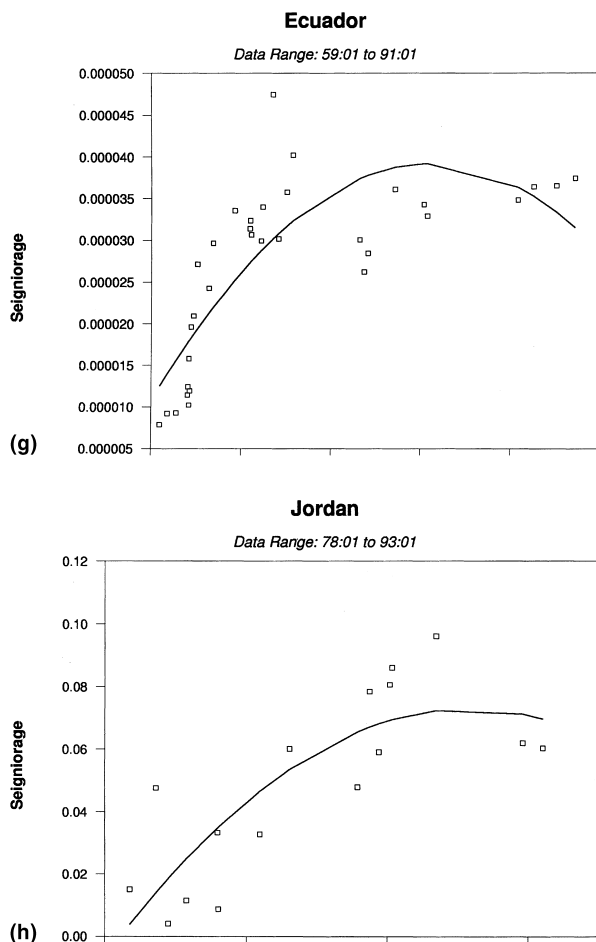 Ecuador
Data Range: 59:01 to 91:01
0.000050
0.000045
0.000040
0.000035
0.000030
0.000025
0.000020
0.000015
0.000010
0.000005
Seigniorage
(g)
Jordan
Data Range: 78:01 to 93:01
0.12
0.10
0.08
0.06
0.04
0.02
0.00
Seigniorage
(h)